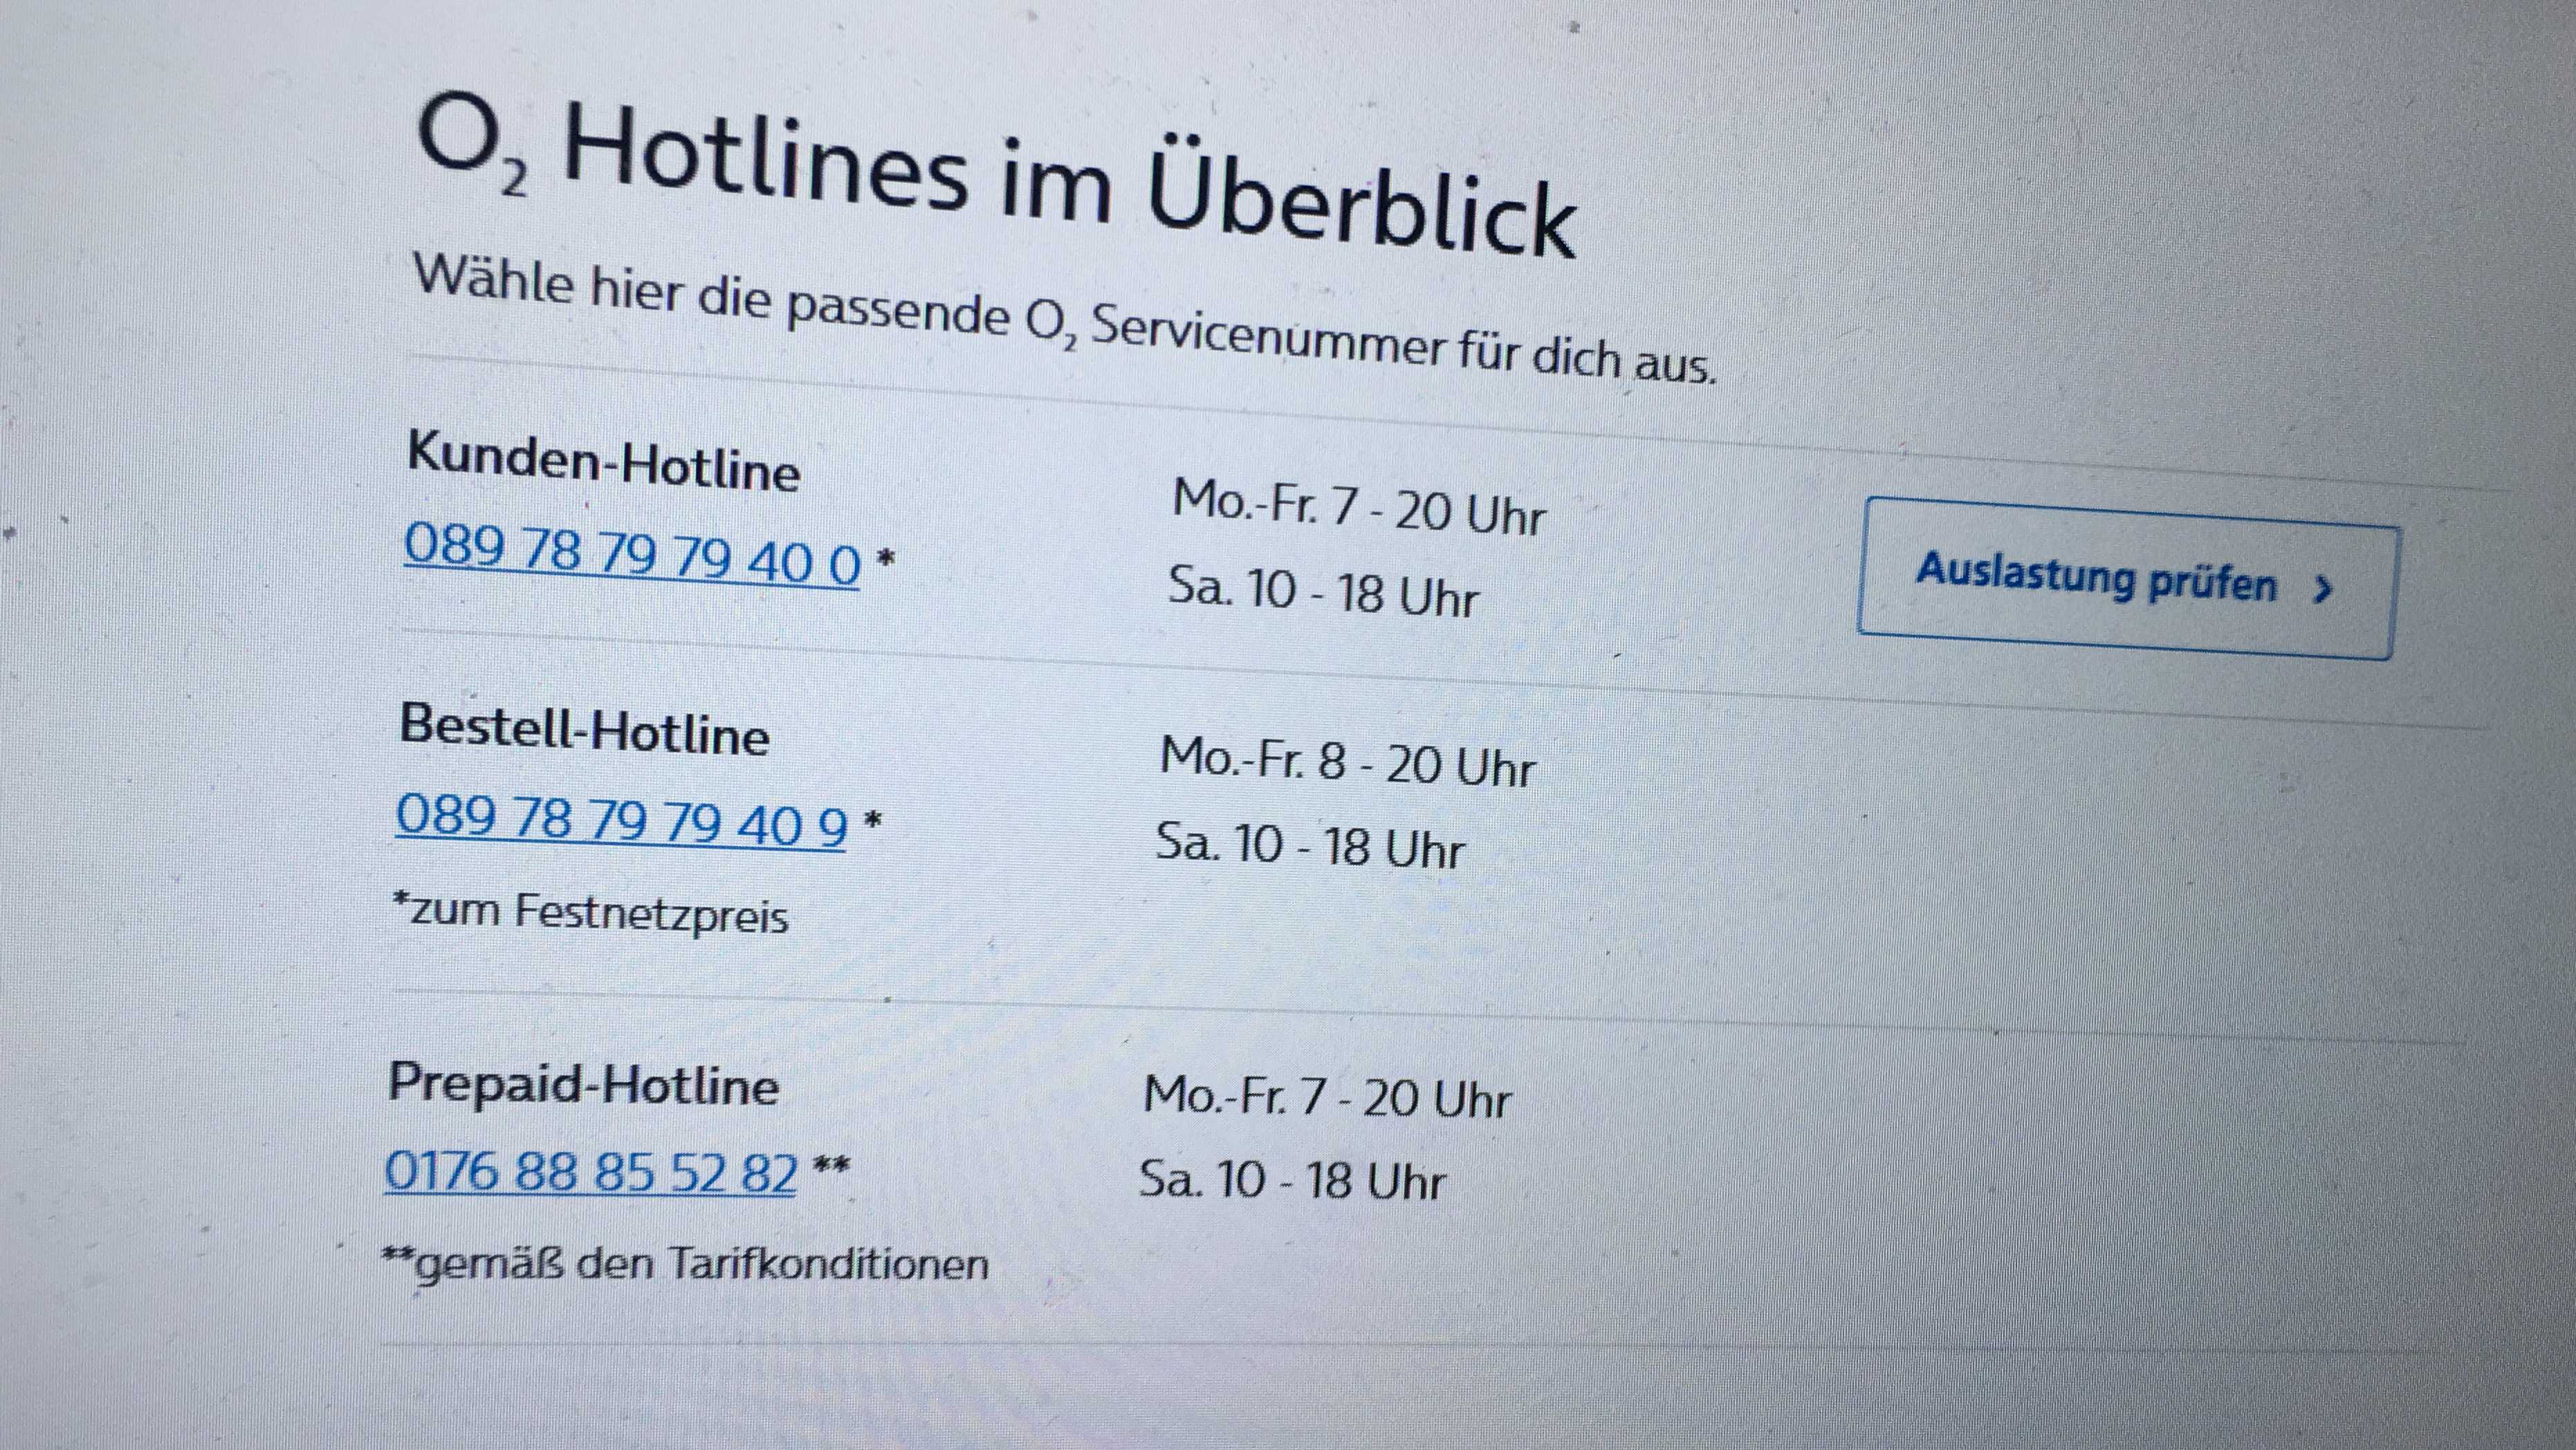 O₂ Hotlines im Überblick
Wähle hier die passende O₂ Servicenummer für dich aus.
Kunden-Hotline
089 78 79 79 40 0 *
Mo.-Fr. 7 - 20 Uhr
Sa. 10 - 18 Uhr
Auslastung prüfen >
Bestell-Hotline
089 78 79 79 40 9 *
*zum Festnetzpreis
Mo.-Fr. 8 - 20 Uhr
Sa. 10 - 18 Uhr
Prepaid-Hotline
0176 88 85 52 82 **
**gemäß den Tarifkonditionen
Mo.-Fr. 7 - 20 Uhr
Sa. 10 - 18 Uhr